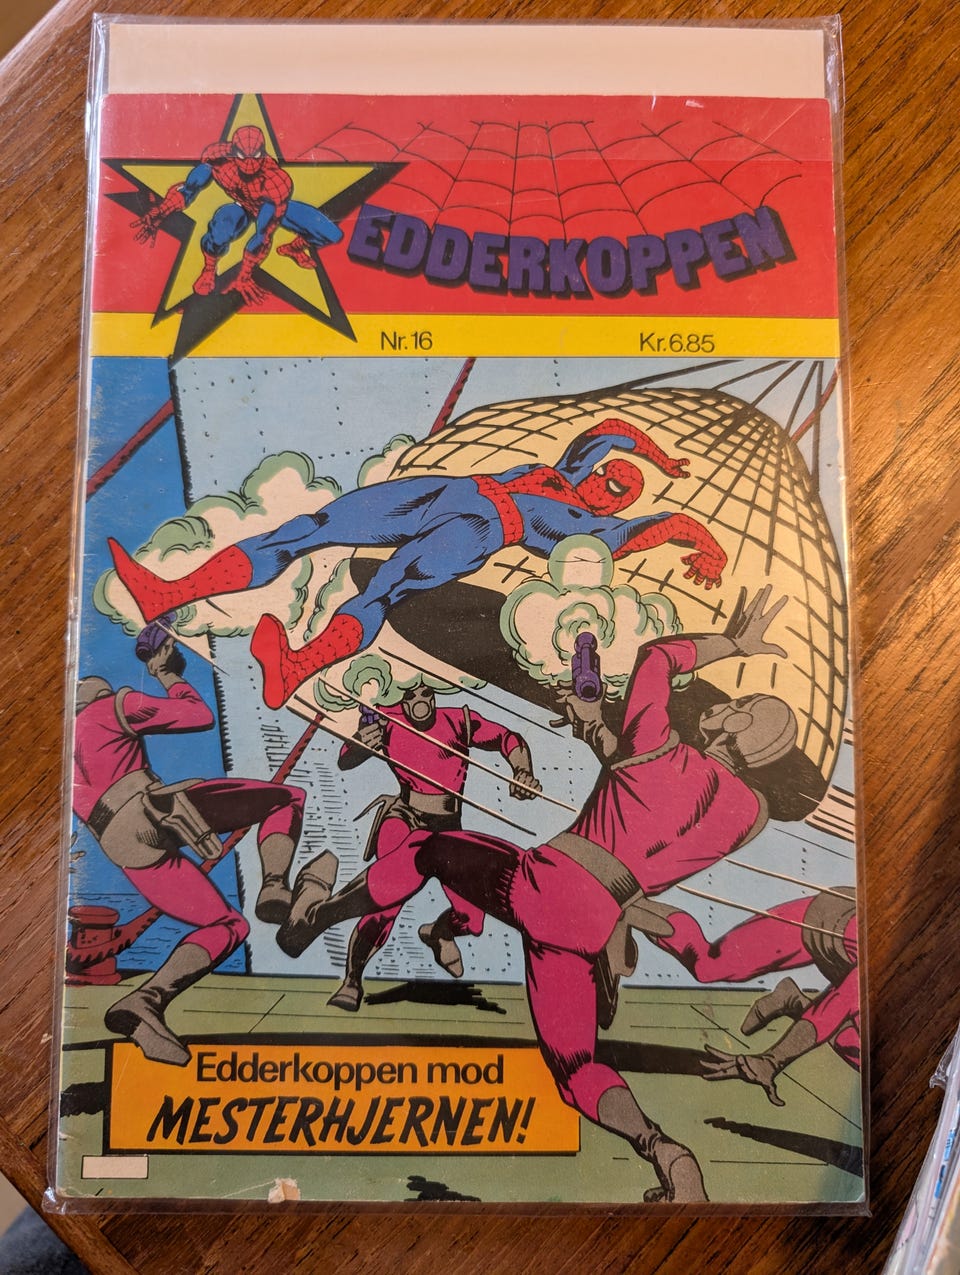 EDDERKOPPEN
Nr.16 Kr.6.85
Edderkoppen mod
MESTERHJERNEN!